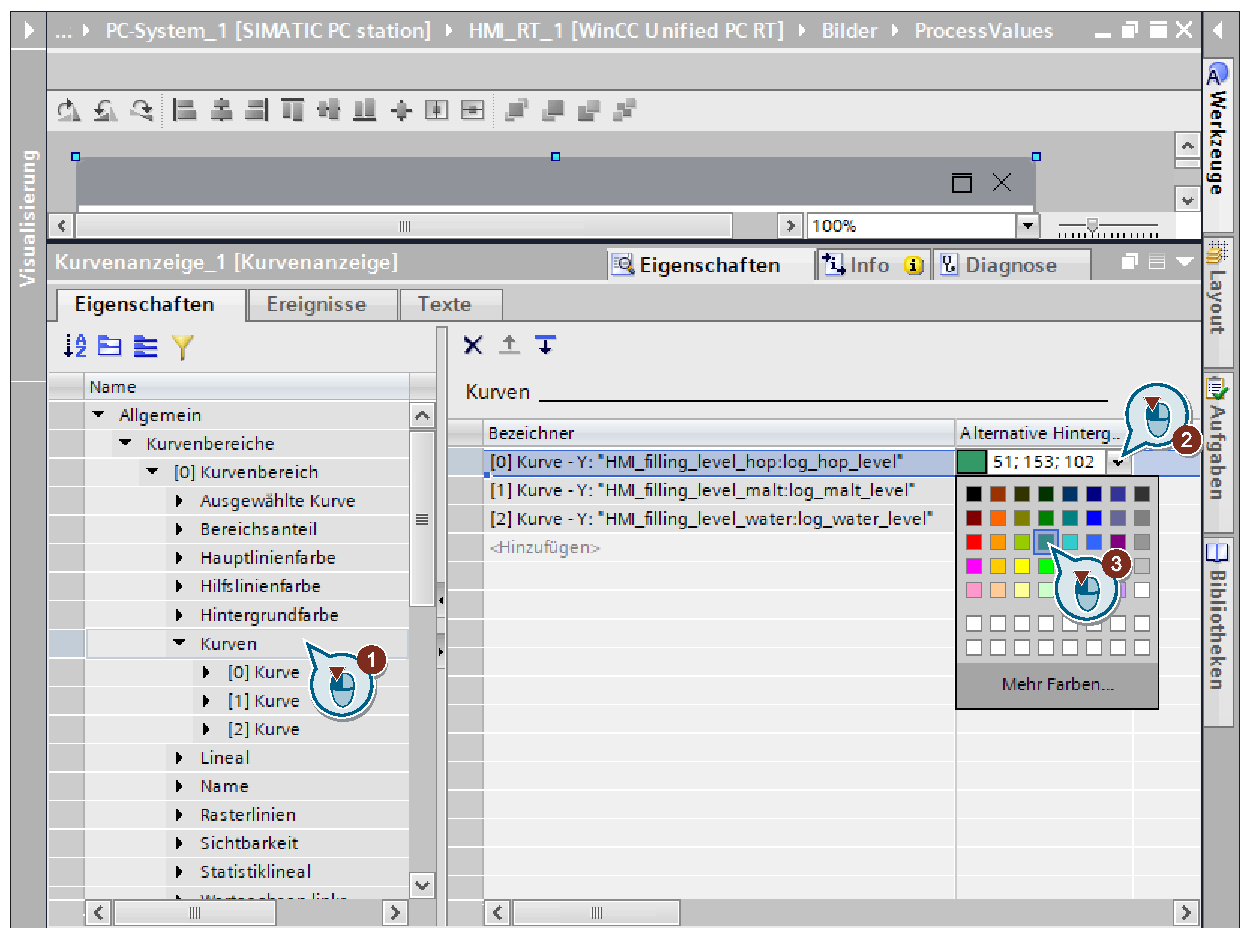 ... PC-System_1 [SIMATIC PC station] HMI_RT_1 [WinCC Unified PC RT] Bilder ProcessValues
Visualisierung
100%
Kurvenanzeige_1 [Kurvenanzeige]
Eigenschaften
Info
Diagnose
Eigenschaften
Ereignisse
Texte
Name
Allgemein
Kurvenbereiche
[0] Kurvenbereich
Ausgewählte Kurve
Bereichsanteil
Hauptlinienfarbe
Hilfslinienfarbe
Hintergrundfarbe
Kurven
1
[0] Kurve
[1] Kurve
[2] Kurve
Lineal
Name
Rasterlinien
Sichtbarkeit
Statistiklineal
Kurven
Bezeichner
Alternative Hinterg...
2
[0] Kurve - Y: "HMI_filling_level_hop:log_hop_level"
51; 153; 102
[1] Kurve - Y: "HMI_filling_level_malt:log_malt_level"
[2] Kurve - Y: "HMI_filling_level_water:log_water_level"
<Hinzufügen>
3
Mehr Farben...
Werkzeuge
Layout
Aufgaben
Bibliotheken